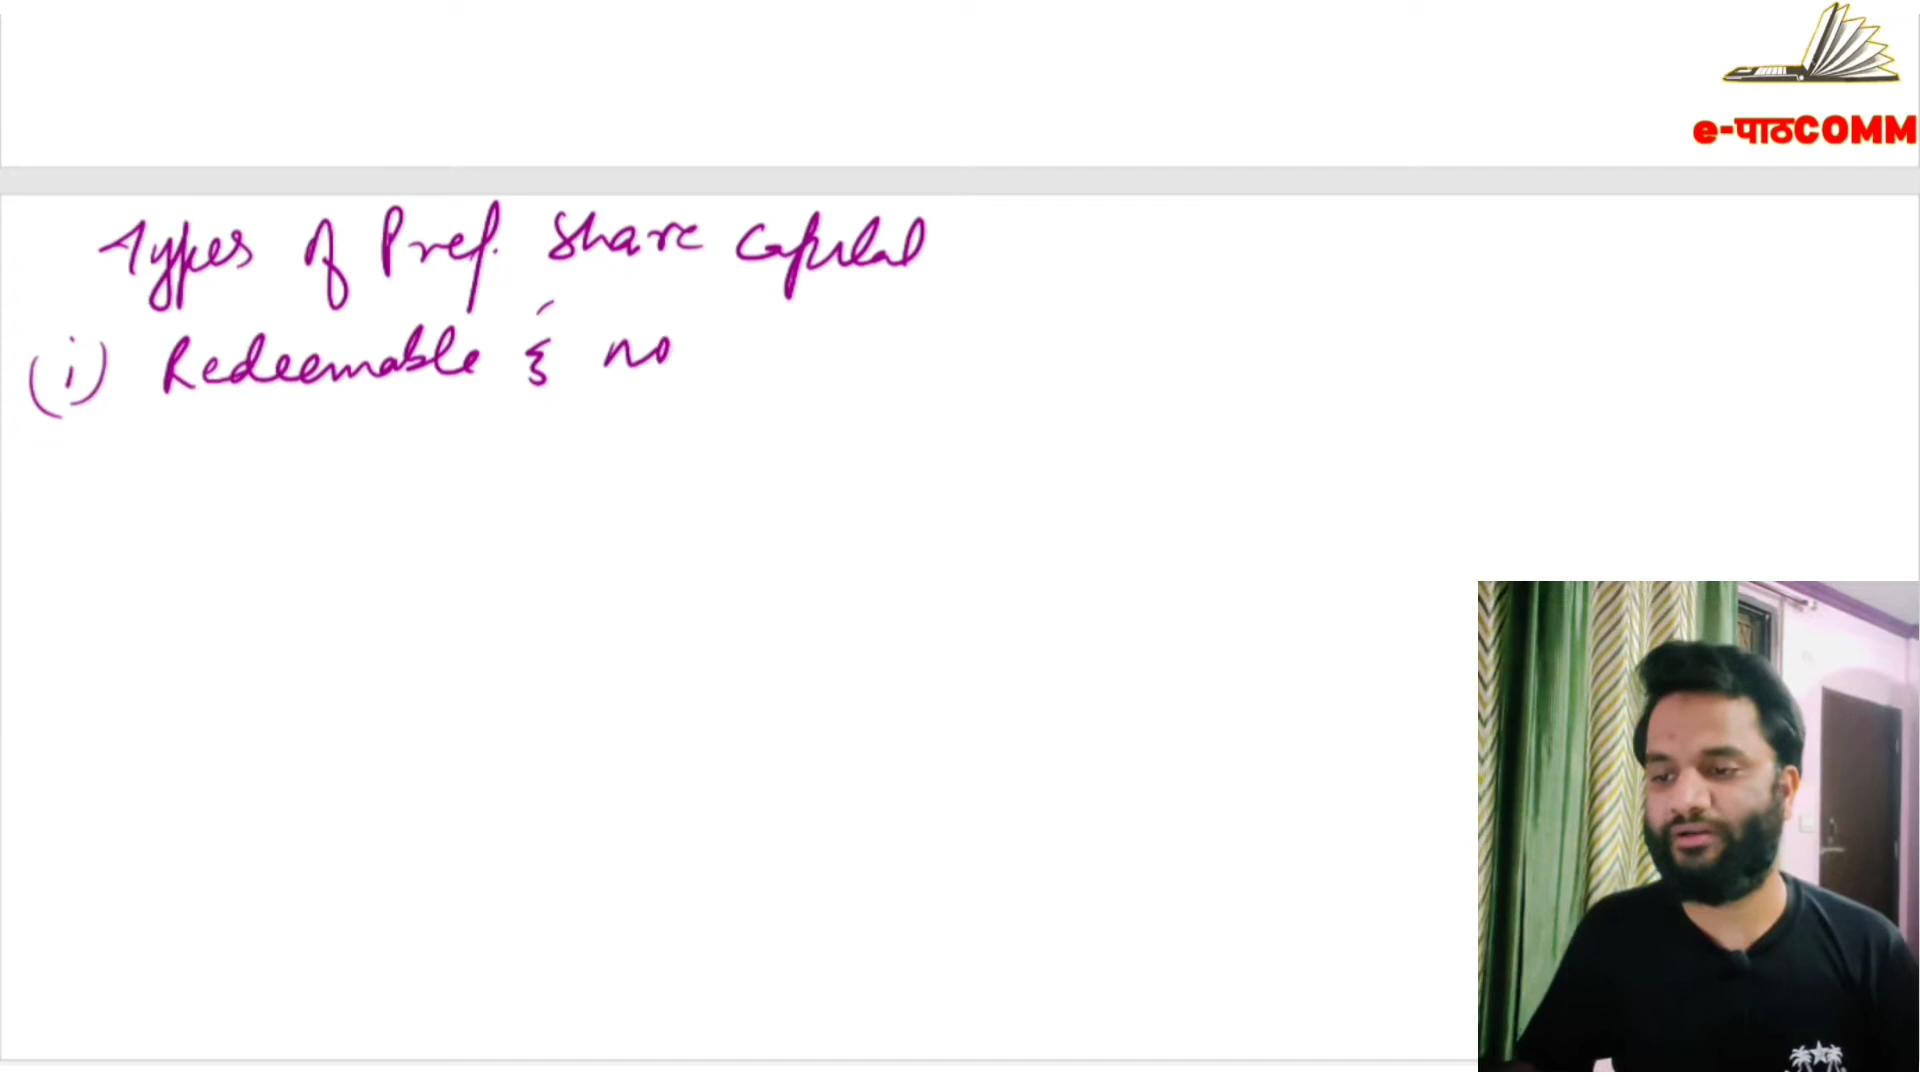 e-पाठCOMM
Types of Pref. Share Capital
(i) Redeemable & no